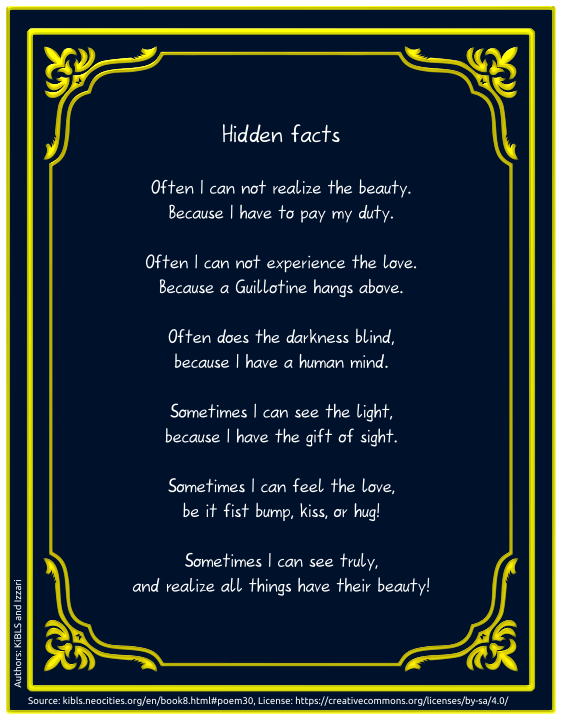 Hidden facts
Often I can not realize the beauty.
Because I have to pay my duty.
Often I can not experience the love.
Because a Guillotine hangs above.
Often does the darkness blind,
because I have a human mind.
Sometimes I can see the light,
because I have the gift of sight.
Sometimes I can feel the love,
be it fist bump, kiss, or hug!
Sometimes I can see truly,
and realize all things have their beauty!
Authors: KiBLS and Izzari
Source: kibls.neocities.org/en/book8.html#poem30, License: https://creativecommons.org/licenses/by-sa/4.0/